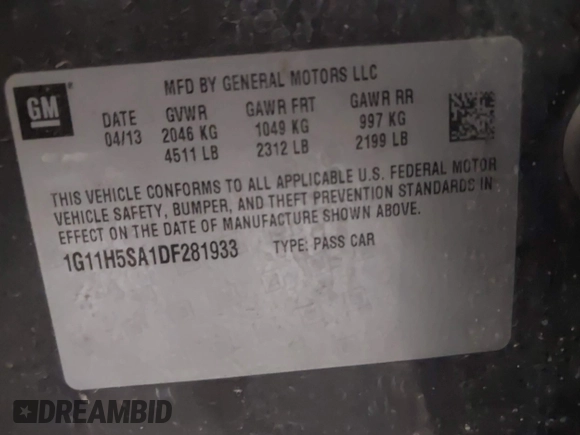 MFD BY GENERAL MOTORS LLC
GM
DATE GVWR GAWR FRT GAWR RR
04/13 2046 KG 1049 KG 997 KG
4511 LB 2312 LB 2199 LB
THIS VEHICLE CONFORMS TO ALL APPLICABLE U.S. FEDERAL MOTOR
VEHICLE SAFETY, BUMPER, AND THEFT PREVENTION STANDARDS IN
EFFECT ON THE DATE OF MANUFACTURE SHOWN ABOVE.
1G11H5SA1DF281933 TYPE: PASS CAR
DREAMBID